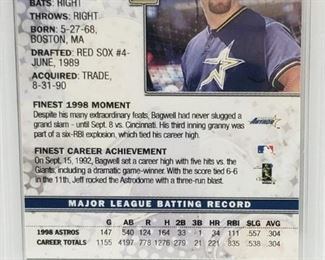 BATS: RIGHT
THROWS: RIGHT
BORN: 5-27-68,
BOSTON, MA
DRAFTED: RED SOX #4-
JUNE, 1989
ACQUIRED: TRADE,
8-31-90
FINEST 1998 MOMENT
Despite his many extraordinary feats, Bagwell had never slugged a
grand slam - until Sept. 8 vs. Cincinnati. His third inning granny was
part of a six-RBI explosion, which tied his career high.
FINEST CAREER ACHIEVEMENT
On Sept. 15, 1992, Bagwell set a career high with five hits vs. the
Giants, including a dramatic game-winner. With the score tied 6-6
in the 11th, Jeff rocked the Astrodome with a three-run blast.
MAJOR LEAGUE BATTING RECORD
G AB R H 2B 3B HR RBI SLG AVG
1998 ASTROS 147 540 124 164 33 1 34 111 .557 .304
CAREER TOTALS 1155 4197 778 1276 279 21 221 835 .538 .304